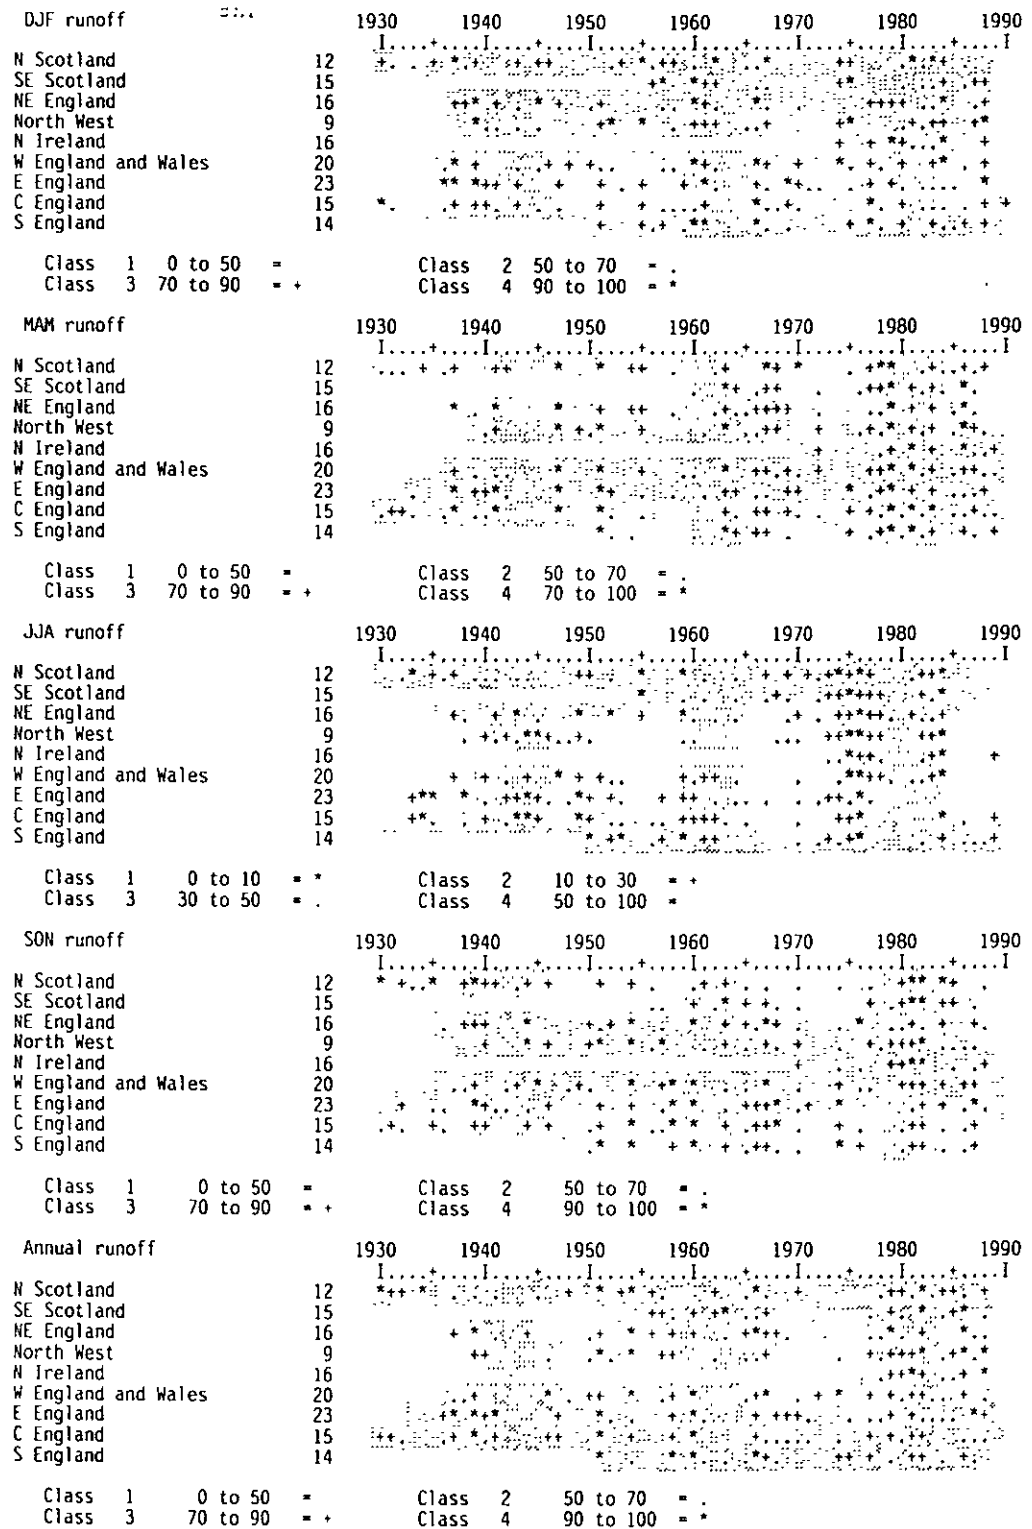 DJF runoff
1930 1940 1950 1960 1970 1980 1990
N Scotland 12
SE Scotland 15
NE England 16
North West 9
N Ireland 16
W England and Wales 20
E England 23
C England 15
S England 14
Class 1 0 to 50 = Class 2 50 to 70 = .
Class 3 70 to 90 = + Class 4 90 to 100 = *
MAM runoff
1930 1940 1950 1960 1970 1980 1990
N Scotland 12
SE Scotland 15
NE England 16
North West 9
N Ireland 16
W England and Wales 20
E England 23
C England 15
S England 14
Class 1 0 to 50 = Class 2 50 to 70 = .
Class 3 70 to 90 = + Class 4 70 to 100 = *
JJA runoff
1930 1940 1950 1960 1970 1980 1990
N Scotland 12
SE Scotland 15
NE England 16
North West 9
N Ireland 16
W England and Wales 20
E England 23
C England 15
S England 14
Class 1 0 to 10 = * Class 2 10 to 30 = +
Class 3 30 to 50 = . Class 4 50 to 100 =
SON runoff
1930 1940 1950 1960 1970 1980 1990
N Scotland 12
SE Scotland 15
NE England 16
North West 9
N Ireland 16
W England and Wales 20
E England 23
C England 15
S England 14
Class 1 0 to 50 = Class 2 50 to 70 = .
Class 3 70 to 90 = + Class 4 90 to 100 = *
Annual runoff
1930 1940 1950 1960 1970 1980 1990
N Scotland 12
SE Scotland 15
NE England 16
North West 9
N Ireland 16
W England and Wales 20
E England 23
C England 15
S England 14
Class 1 0 to 50 = Class 2 50 to 70 = .
Class 3 70 to 90 = + Class 4 90 to 100 = *